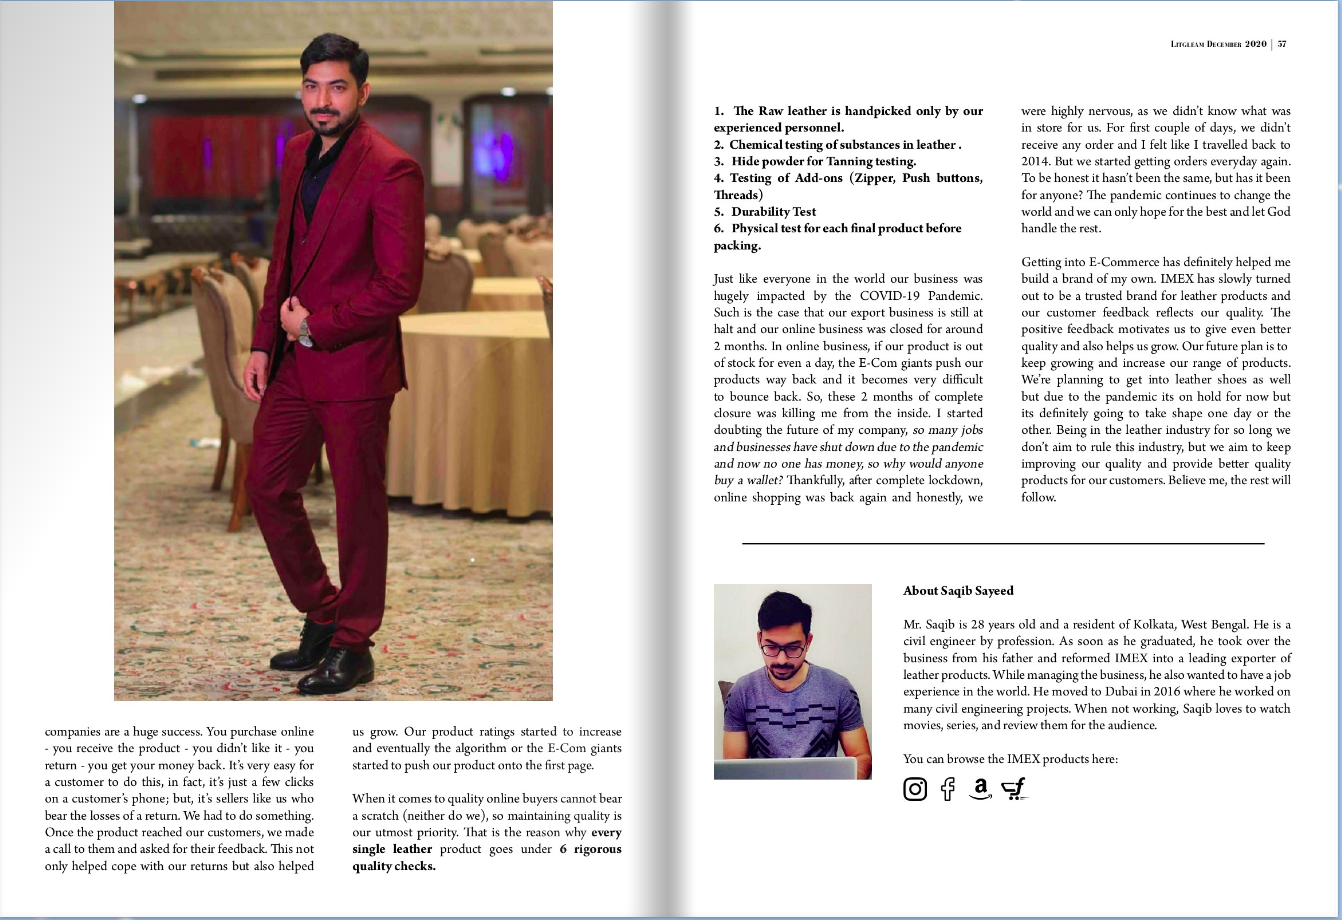 companies are a huge success. You purchase online
- you receive the product - you didn't like it - you
return - you get your money back. It's very easy for
a customer to do this, in fact, it's just a few clicks
on a customer's phone; but, it's sellers like us who
bear the losses of a return. We had to do something.
Once the product reached our customers, we made
a call to them and asked for their feedback. This not
only helped cope with our returns but also helped
us grow. Our product ratings started to increase
and eventually the algorithm or the E-Com giants
started to push our product onto the first page.
When it comes to quality online buyers cannot bear
a scratch (neither do we), so maintaining quality is
our utmost priority. That is the reason why every
single leather product goes under 6 rigorous
quality checks.
Litgleam December 2020 | 57
1. The Raw leather is handpicked only by our
experienced personnel.
2. Chemical testing of substances in leather .
3. Hide powder for Tanning testing.
4. Testing of Add-ons (Zipper, Push buttons,
Threads)
5. Durability Test
6. Physical test for each final product before
packing.
Just like everyone in the world our business was
hugely impacted by the COVID-19 Pandemic.
Such is the case that our export business is still at
halt and our online business was closed for around
2 months. In online business, if our product is out
of stock for even a day, the E-Com giants push our
products way back and it becomes very difficult
to bounce back. So, these 2 months of complete
closure was killing me from the inside. I started
doubting the future of my company, so many jobs
and businesses have shut down due to the pandemic
and now no one has money, so why would anyone
buy a wallet? Thankfully, after complete lockdown,
online shopping was back again and honestly, we
were highly nervous, as we didn't know what was
in store for us. For first couple of days, we didn't
receive any order and I felt like I travelled back to
2014. But we started getting orders everyday again.
To be honest it hasn't been the same, but has it been
for anyone? The pandemic continues to change the
world and we can only hope for the best and let God
handle the rest.
Getting into E-Commerce has definitely helped me
build a brand of my own. IMEX has slowly turned
out to be a trusted brand for leather products and
our customer feedback reflects our quality. The
positive feedback motivates us to give even better
quality and also helps us grow. Our future plan is to
keep growing and increase our range of products.
We're planning to get into leather shoes as well
but due to the pandemic its on hold for now but
its definitely going to take shape one day or the
other. Being in the leather industry for so long we
don't aim to rule this industry, but we aim to keep
improving our quality and provide better quality
products for our customers. Believe me, the rest will
follow.
About Saqib Sayeed
Mr. Saqib is 28 years old and a resident of Kolkata, West Bengal. He is a
civil engineer by profession. As soon as he graduated, he took over the
business from his father and reformed IMEX into a leading exporter of
leather products. While managing the business, he also wanted to have a job
experience in the world. He moved to Dubai in 2016 where he worked on
many civil engineering projects. When not working, Saqib loves to watch
movies, series, and review them for the audience.
You can browse the IMEX products here: